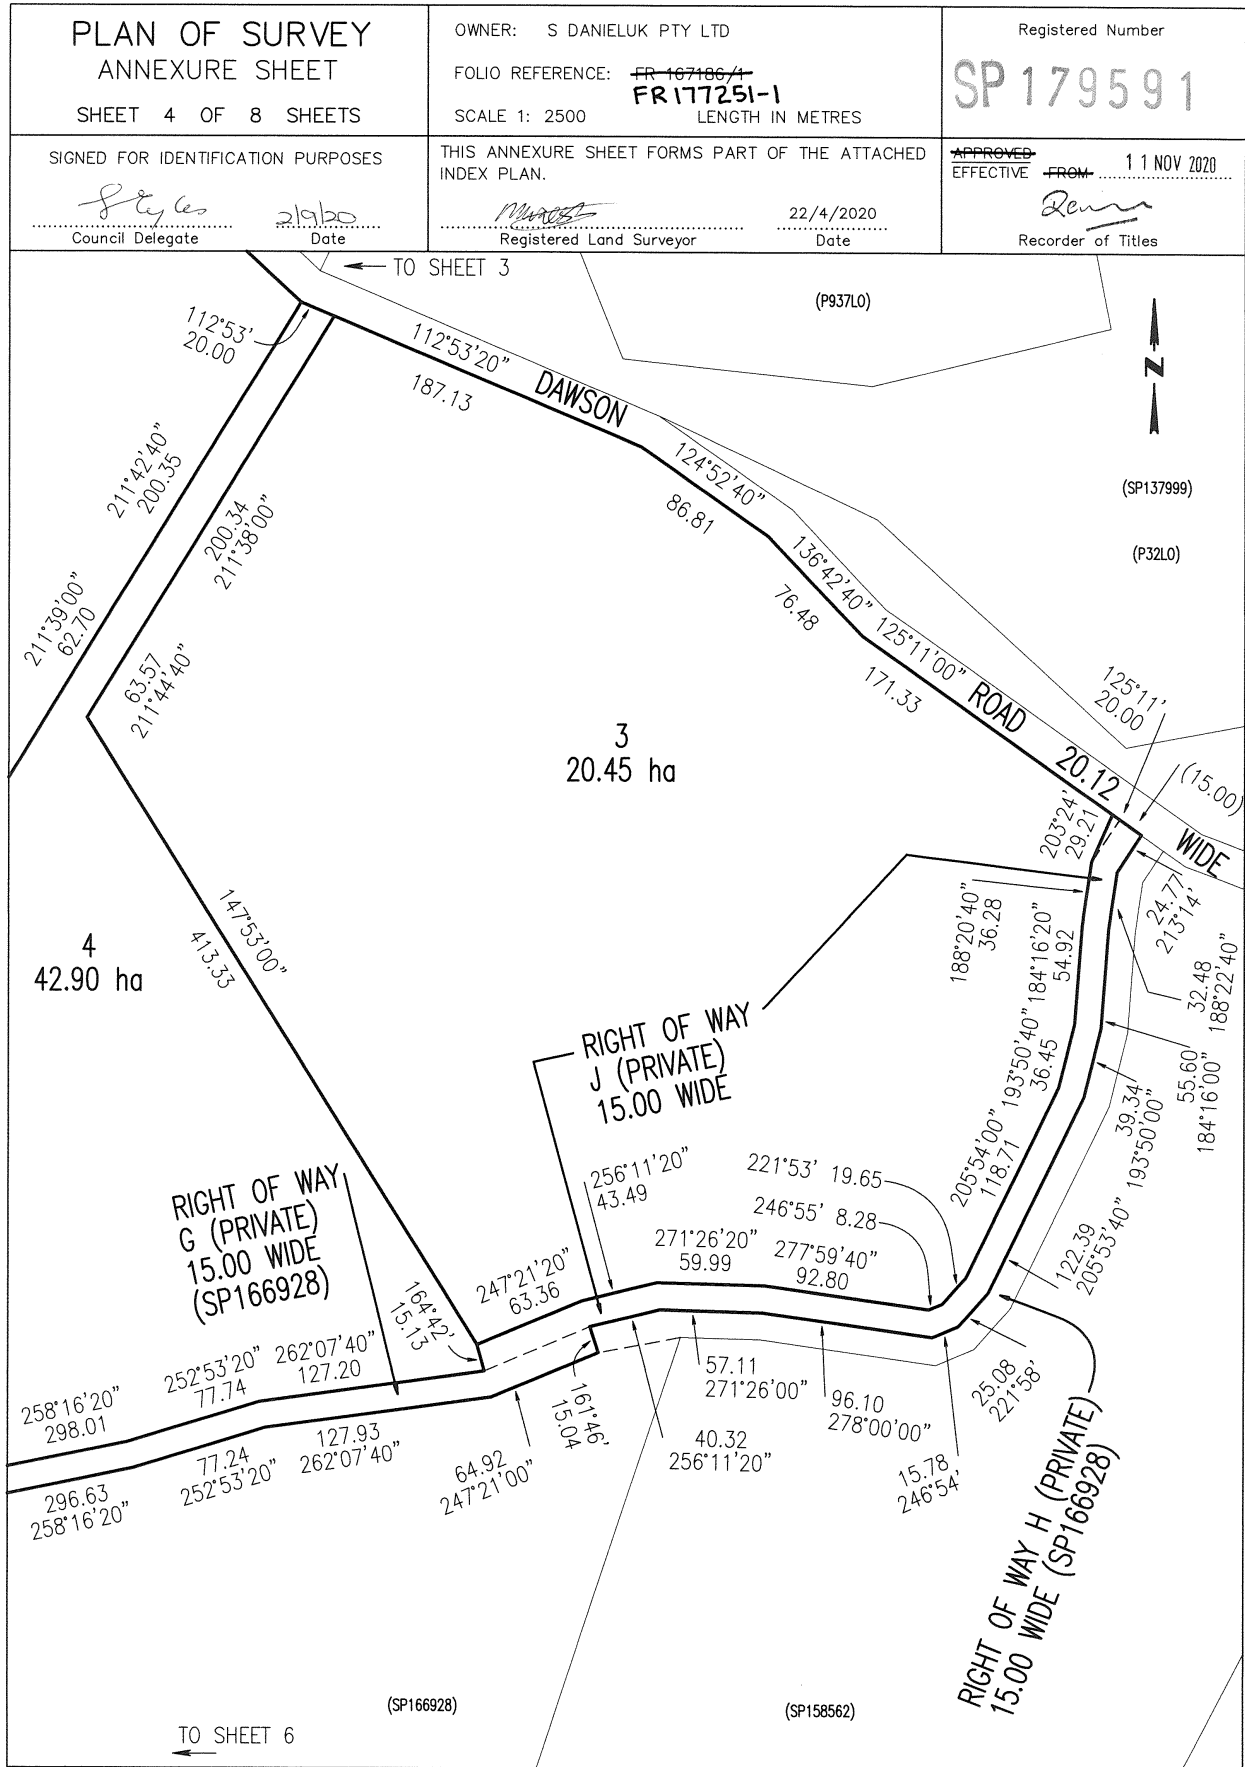 PLAN OF SURVEY
ANNEXURE SHEET
SHEET 4 OF 8 SHEETS
OWNER: S DANIELUK PTY LTD
FOLIO REFERENCE: FR 167186/1
FR177251-1
SCALE 1: 2500 LENGTH IN METRES
Registered Number
SP 179591
SIGNED FOR IDENTIFICATION PURPOSES
2/9/20
Council Delegate Date
THIS ANNEXURE SHEET FORMS PART OF THE ATTACHED
INDEX PLAN.
22/4/2020
Registered Land Surveyor Date
APPROVED
EFFECTIVE FROM 11 NOV 2020
Recorder of Titles
TO SHEET 3
(P937LO)
112°53'
20.00
112°53'20"
187.13
DAWSON
N
124°52'40"
86.81
(SP137999)
(P32LO)
211°42'40"
200.35
200.34
211°38'00"
136°42'40"
76.48
211°39'00"
62.70
63.57
211°44'40"
125°11'00"
171.33
ROAD
20.12
WIDE
125°11'
20.00
(15.00)
3
20.45 ha
203°24'
29.21
24.77
213°14'
188°20'40"
36.28
184°16'20"
54.92
32.48
188°22'40"
147°53'00"
413.33
4
42.90 ha
RIGHT OF WAY
J (PRIVATE)
15.00 WIDE
193°50'40"
36.45
55.60
184°16'00"
39.34
193°50'00"
205°54'00"
118.71
256°11'20"
43.49
221°53' 19.65
246°55' 8.28
RIGHT OF WAY
G (PRIVATE)
15.00 WIDE
(SP166928)
271°26'20"
59.99
277°59'40"
92.80
122.39
205°53'40"
247°21'20"
63.36
164°42'
15.13
262°07'40"
127.20
252°53'20"
77.74
258°16'20"
298.01
57.11
271°26'00"
96.10
278°00'00"
25.08
221°58'
161°46'
15.04
40.32
256°11'20"
15.78
246°54'
64.92
247°21'00"
127.93
262°07'40"
77.24
252°53'20"
296.63
258°16'20"
RIGHT OF WAY H (PRIVATE)
15.00 WIDE (SP166928)
(SP166928)
(SP158562)
TO SHEET 6